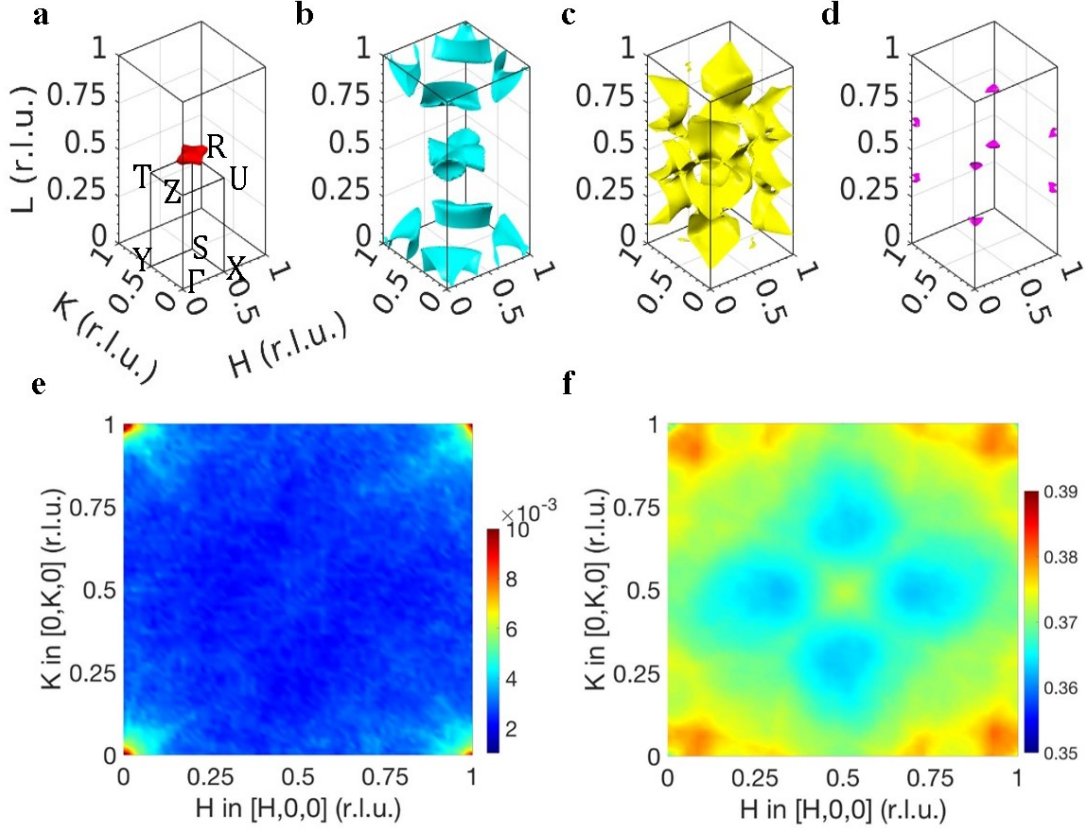 a b c d
1 1 1 1
0.75 0.75 0.75 0.75
0.5 0.5 0.5 0.5
0.25 0.25 0.25 0.25
0 0 0 0
L (r.l.u.)
R
T Z U
S
Y Γ X
1 0.5 0 0 0.5 1
1 0.5 0 0 0.5 1
1 0.5 0 0 0.5 1
1 0.5 0 0 0.5 1
K (r.l.u.)
H (r.l.u.)
e
1
0.75
0.5
0.25
0
K in [0,K,0] (r.l.u.)
0 0.25 0.5 0.75 1
H in [H,0,0] (r.l.u.)
×10⁻³
10
8
6
4
2
f
1
0.75
0.5
0.25
0
K in [0,K,0] (r.l.u.)
0 0.25 0.5 0.75 1
H in [H,0,0] (r.l.u.)
0.39
0.38
0.37
0.36
0.35